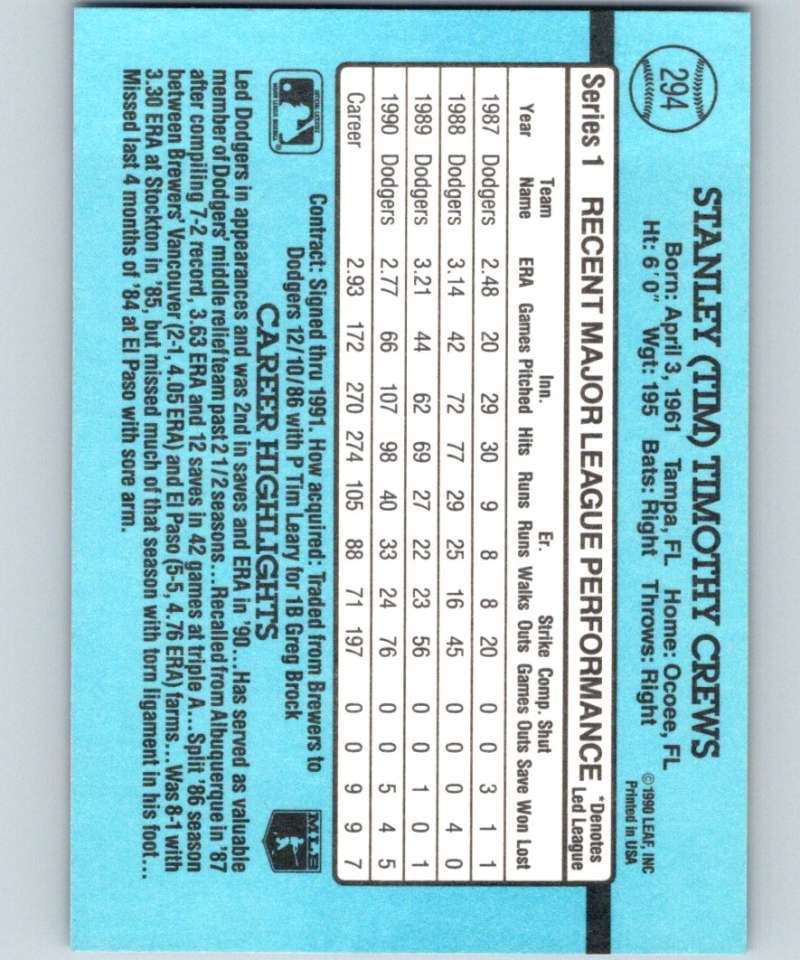 294
STANLEY (TIM) TIMOTHY CREWS
Born: April 3, 1961 Tampa, FL Home: Ocoee, FL
Ht: 6' 0" Wgt: 195 Bats: Right Throws: Right
©1990 LEAF, INC
Printed in USA
Series 1 RECENT MAJOR LEAGUE PERFORMANCE *Denotes Led League
Team Inn. Er. Strike Comp. Shut
Year Name ERA Games Pitched Hits Runs Runs Walks Outs Games Outs Save Won Lost
1987 Dodgers 2.48 20 29 30 9 8 8 20 0 0 3 1 1
1988 Dodgers 3.14 42 72 77 29 25 16 45 0 0 0 4 0
1989 Dodgers 3.21 44 62 69 27 22 23 56 0 0 1 0 1
1990 Dodgers 2.77 66 107 98 40 33 24 76 0 0 5 4 5
Career 2.93 172 270 274 105 88 71 197 0 0 9 9 7
Contract: Signed thru 1991. How acquired: Traded from Brewers to
Dodgers 12/10/86 with P Tim Leary for 1B Greg Brock
CAREER HIGHLIGHTS
MLB
Led Dodgers in appearances and was 2nd in saves and ERA in '90...Has served as valuable
member of Dodgers' middle relief team past 2 1/2 seasons...Recalled from Albuquerque in '87
after compiling 7-2 record, 3.63 ERA and 12 saves in 42 games at triple A...Split '86 season
between Brewers' Vancouver (2-1, 4.05 ERA) and El Paso (5-5, 4.76 ERA) farms...Was 8-1 with
3.30 ERA at Stockton in '85, but missed much of that season with torn ligament in his foot...
Missed last 4 months of '84 at El Paso with sore arm.